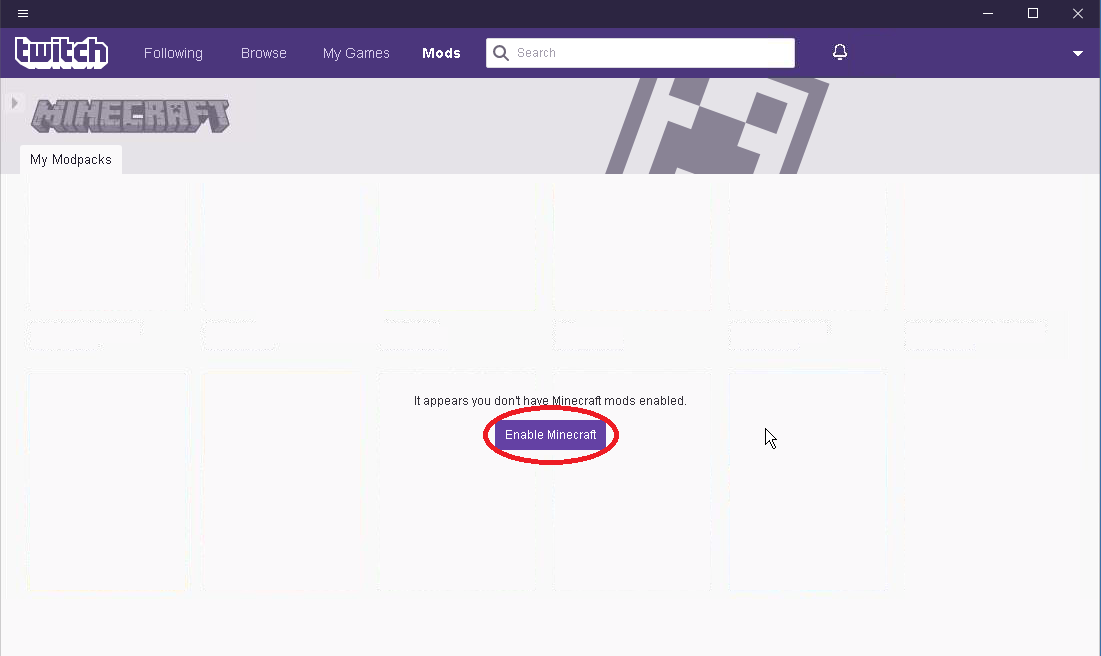 twitch
Following Browse My Games Mods Search
MINECRAFT
My Modpacks
It appears you don't have Minecraft mods enabled.
Enable Minecraft